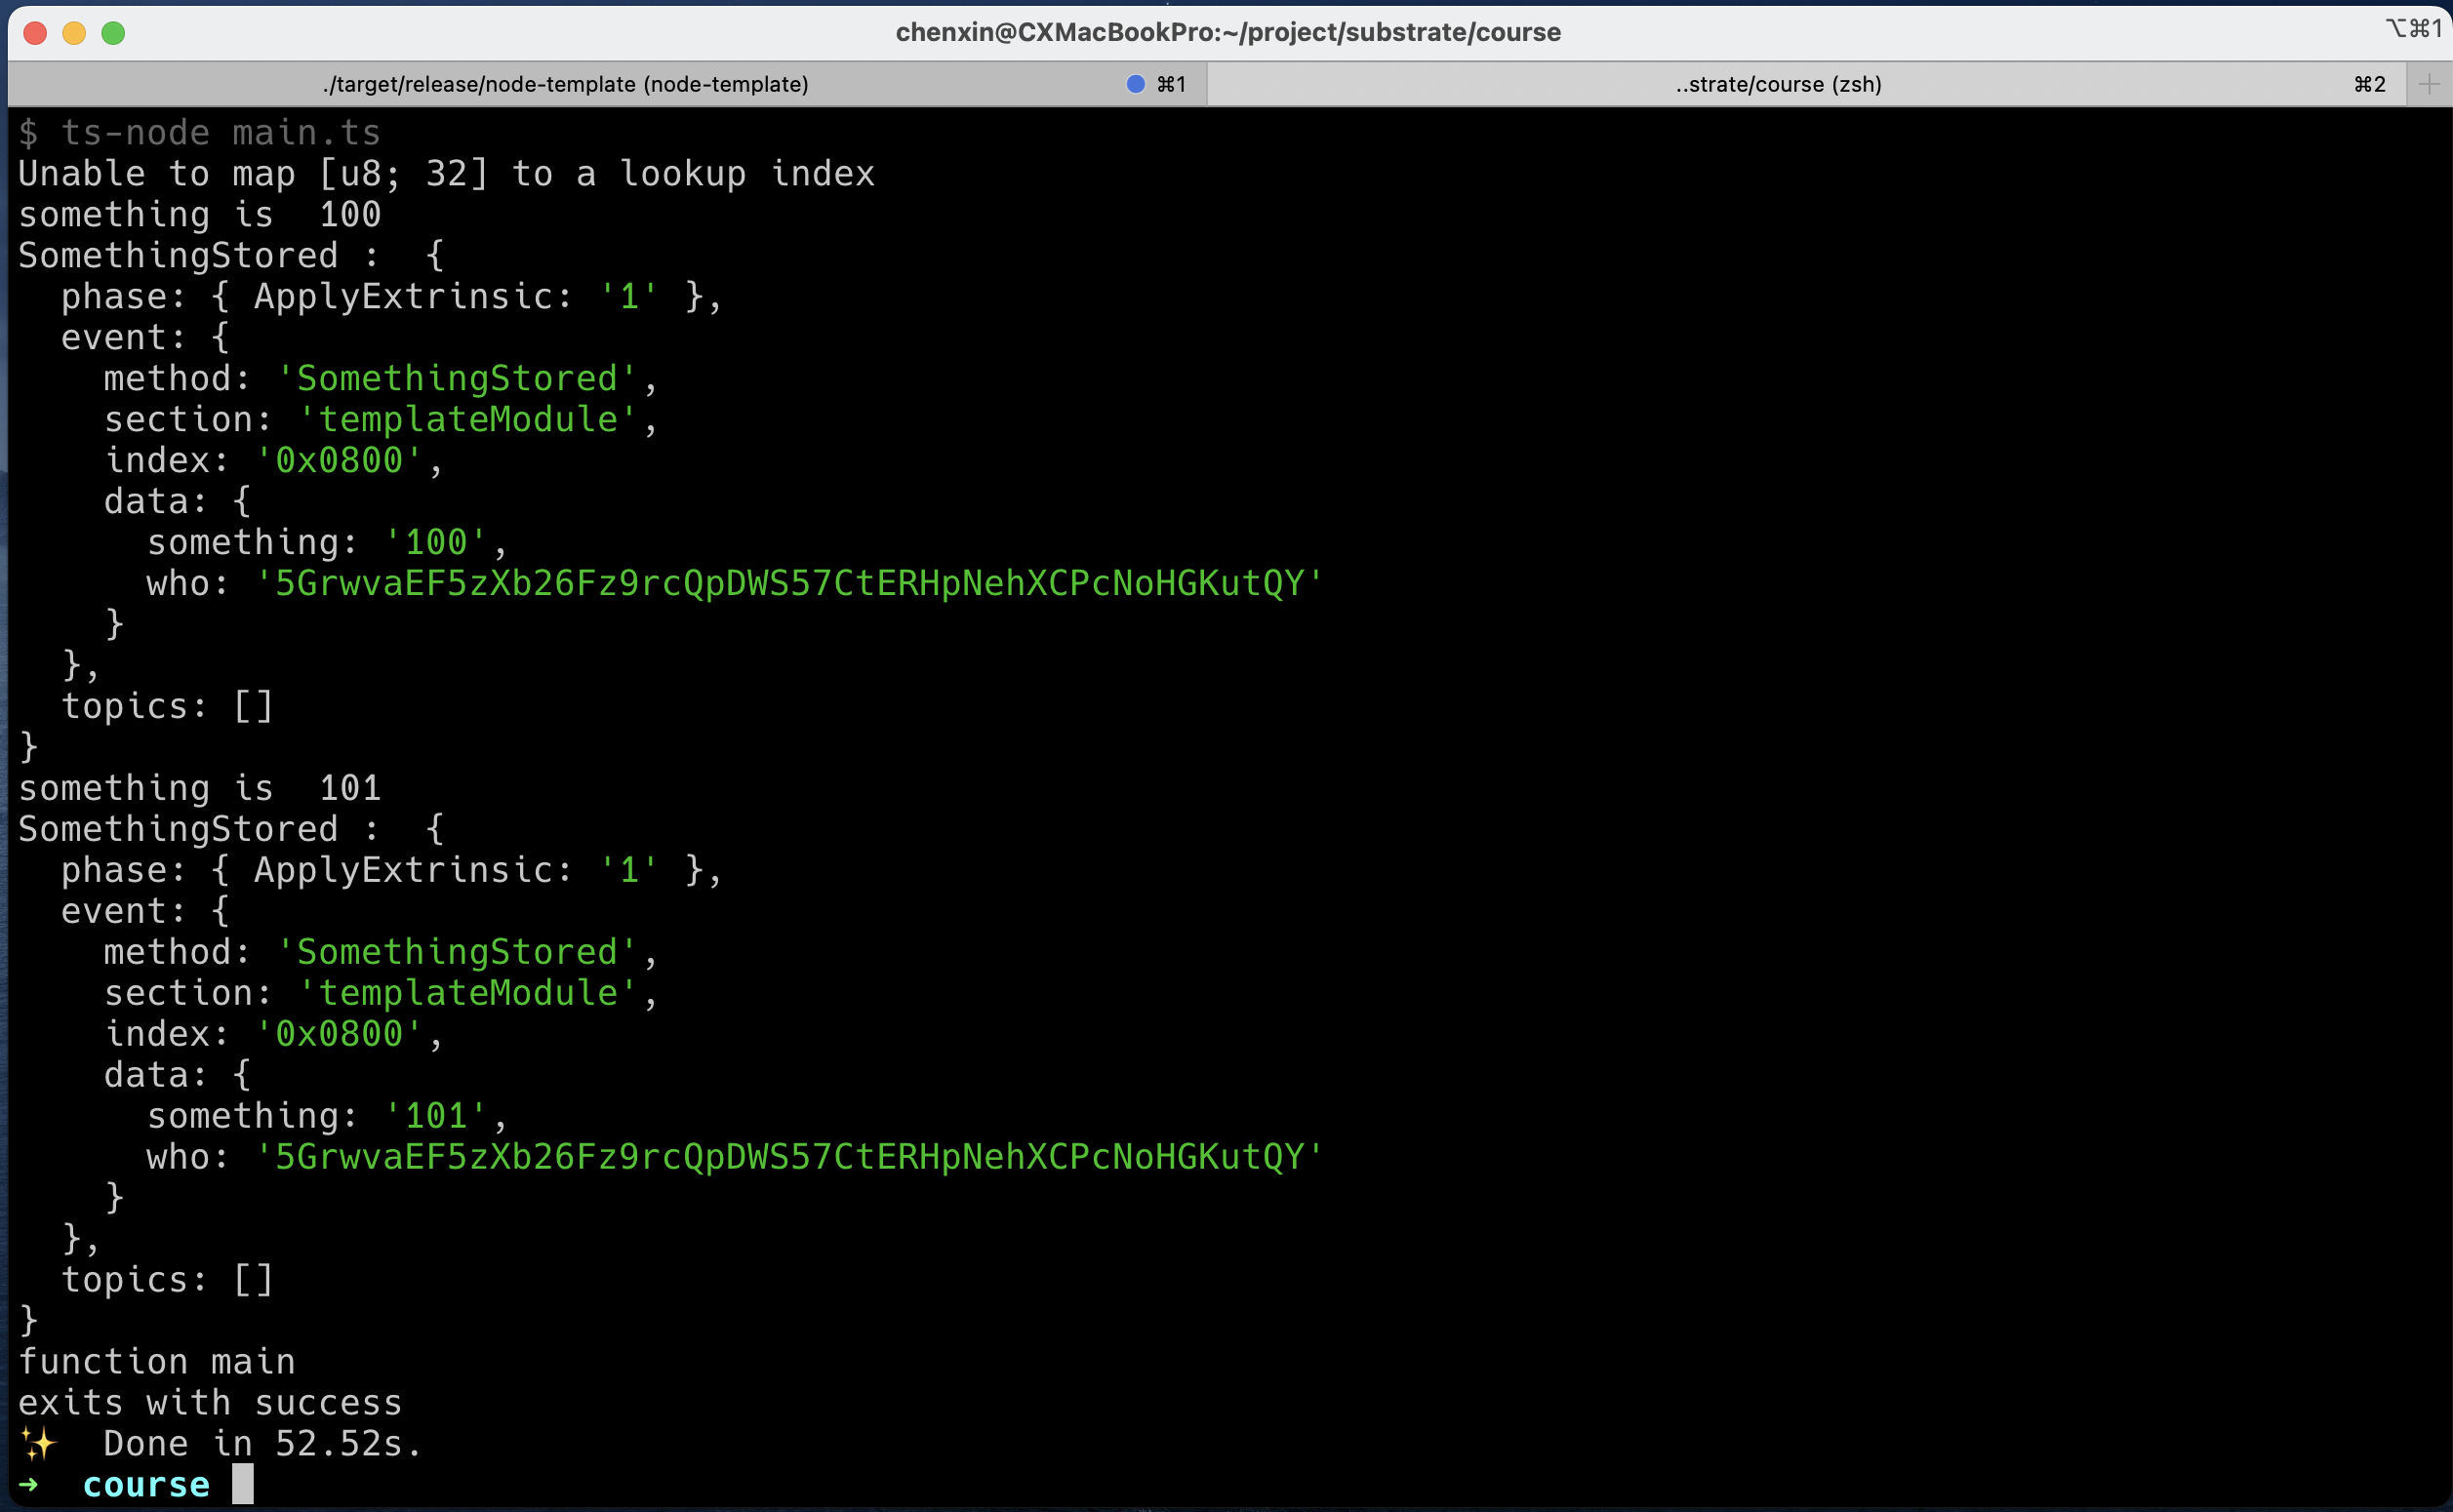 chenxin@CXMacBookPro:~/project/substrate/course
⌥⌘1
./target/release/node-template (node-template) ⌘1
..strate/course (zsh) ⌘2
$ ts-node main.ts
Unable to map [u8; 32] to a lookup index
something is  100
SomethingStored :  {
  phase: { ApplyExtrinsic: '1' },
  event: {
    method: 'SomethingStored',
    section: 'templateModule',
    index: '0x0800',
    data: {
      something: '100',
      who: '5GrwvaEF5zXb26Fz9rcQpDWS57CtERHpNehXCPcNoHGKutQY'
    }
  },
  topics: []
}
something is  101
SomethingStored :  {
  phase: { ApplyExtrinsic: '1' },
  event: {
    method: 'SomethingStored',
    section: 'templateModule',
    index: '0x0800',
    data: {
      something: '101',
      who: '5GrwvaEF5zXb26Fz9rcQpDWS57CtERHpNehXCPcNoHGKutQY'
    }
  },
  topics: []
}
function main
exits with success
✨  Done in 52.52s.
➜  course